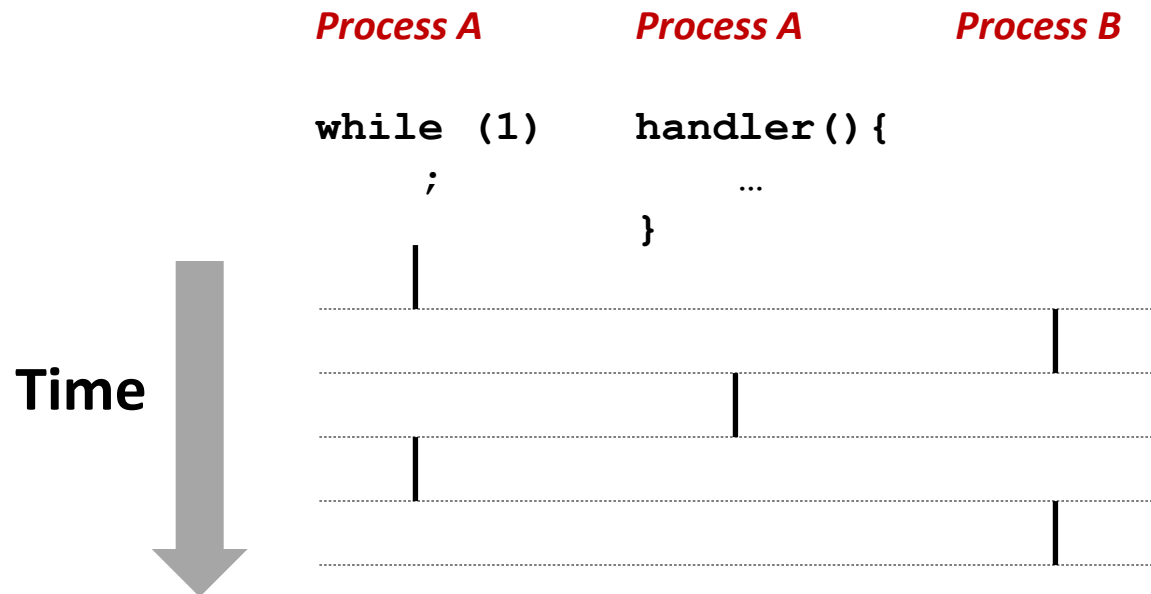 Process A Process A Process B
while (1) handler(){
; …
}
Time